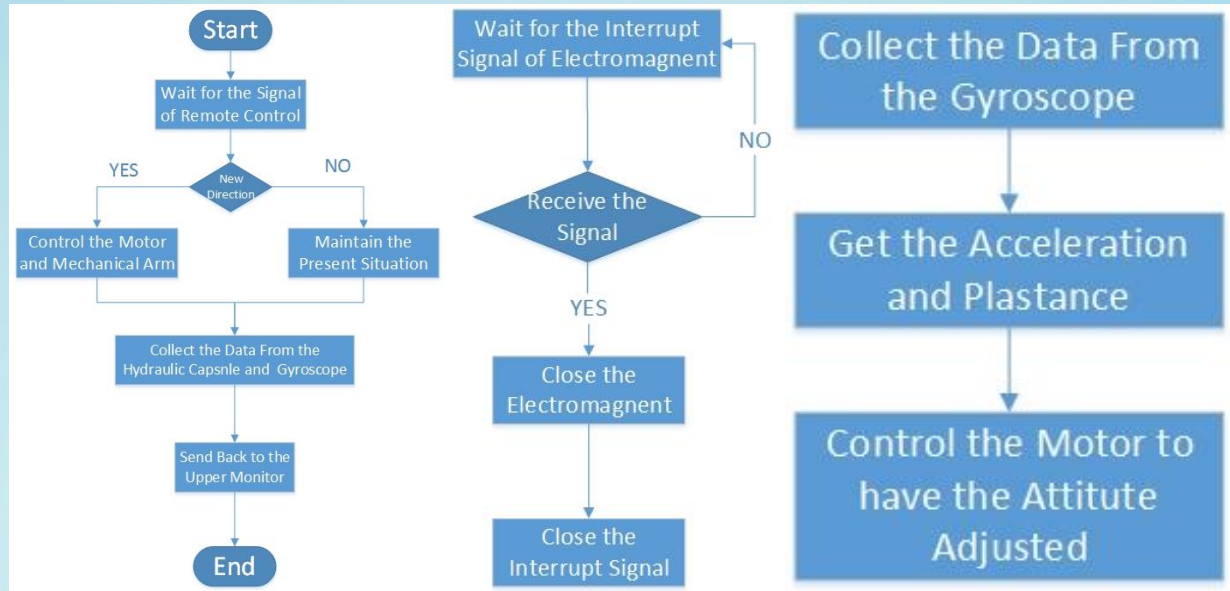 Start
Wait for the Signal
of Remote Control
YES
New
Direction
NO
Control the Motor
and Mechanical Arm
Maintain the
Present Situation
Collect the Data From the
Hydraulic Capsnle and Gyroscope
Send Back to the
Upper Monitor
End
Wait for the Interrupt
Signal of Electromagnent
NO
Receive the
Signal
YES
Close the
Electromagnent
Close the
Interrupt Signal
Collect the Data From
the Gyroscope
Get the Acceleration
and Plastance
Control the Motor to
have the Attitute
Adjusted